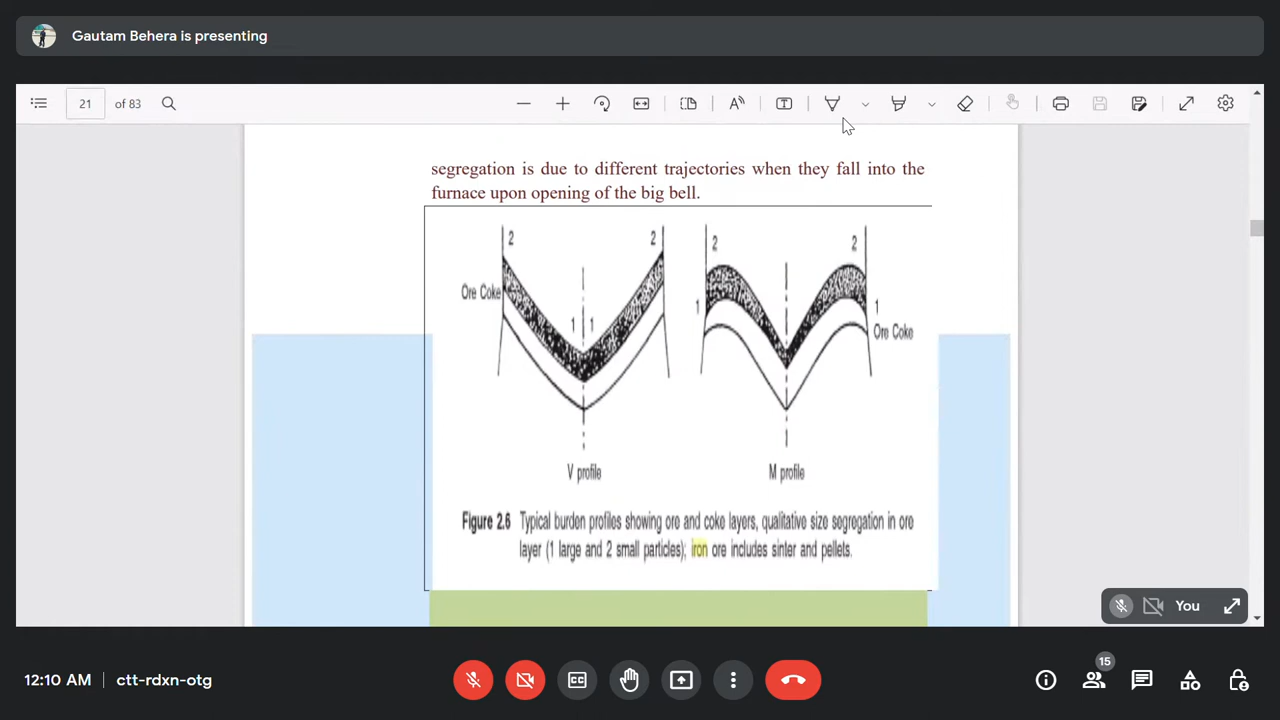 Gautam Behera is presenting
21 of 83
segregation is due to different trajectories when they fall into the
furnace upon opening of the big bell.
2 2 2 2
Ore Coke
1 1 1 1
Ore Coke
V profile M profile
Figure 2.6 Typical burden profiles showing ore and coke layers, qualitative size segregation in ore
layer (1 large and 2 small particles); iron ore includes sinter and pellets.
You
15
12:10 AM ctt-rdxn-otg